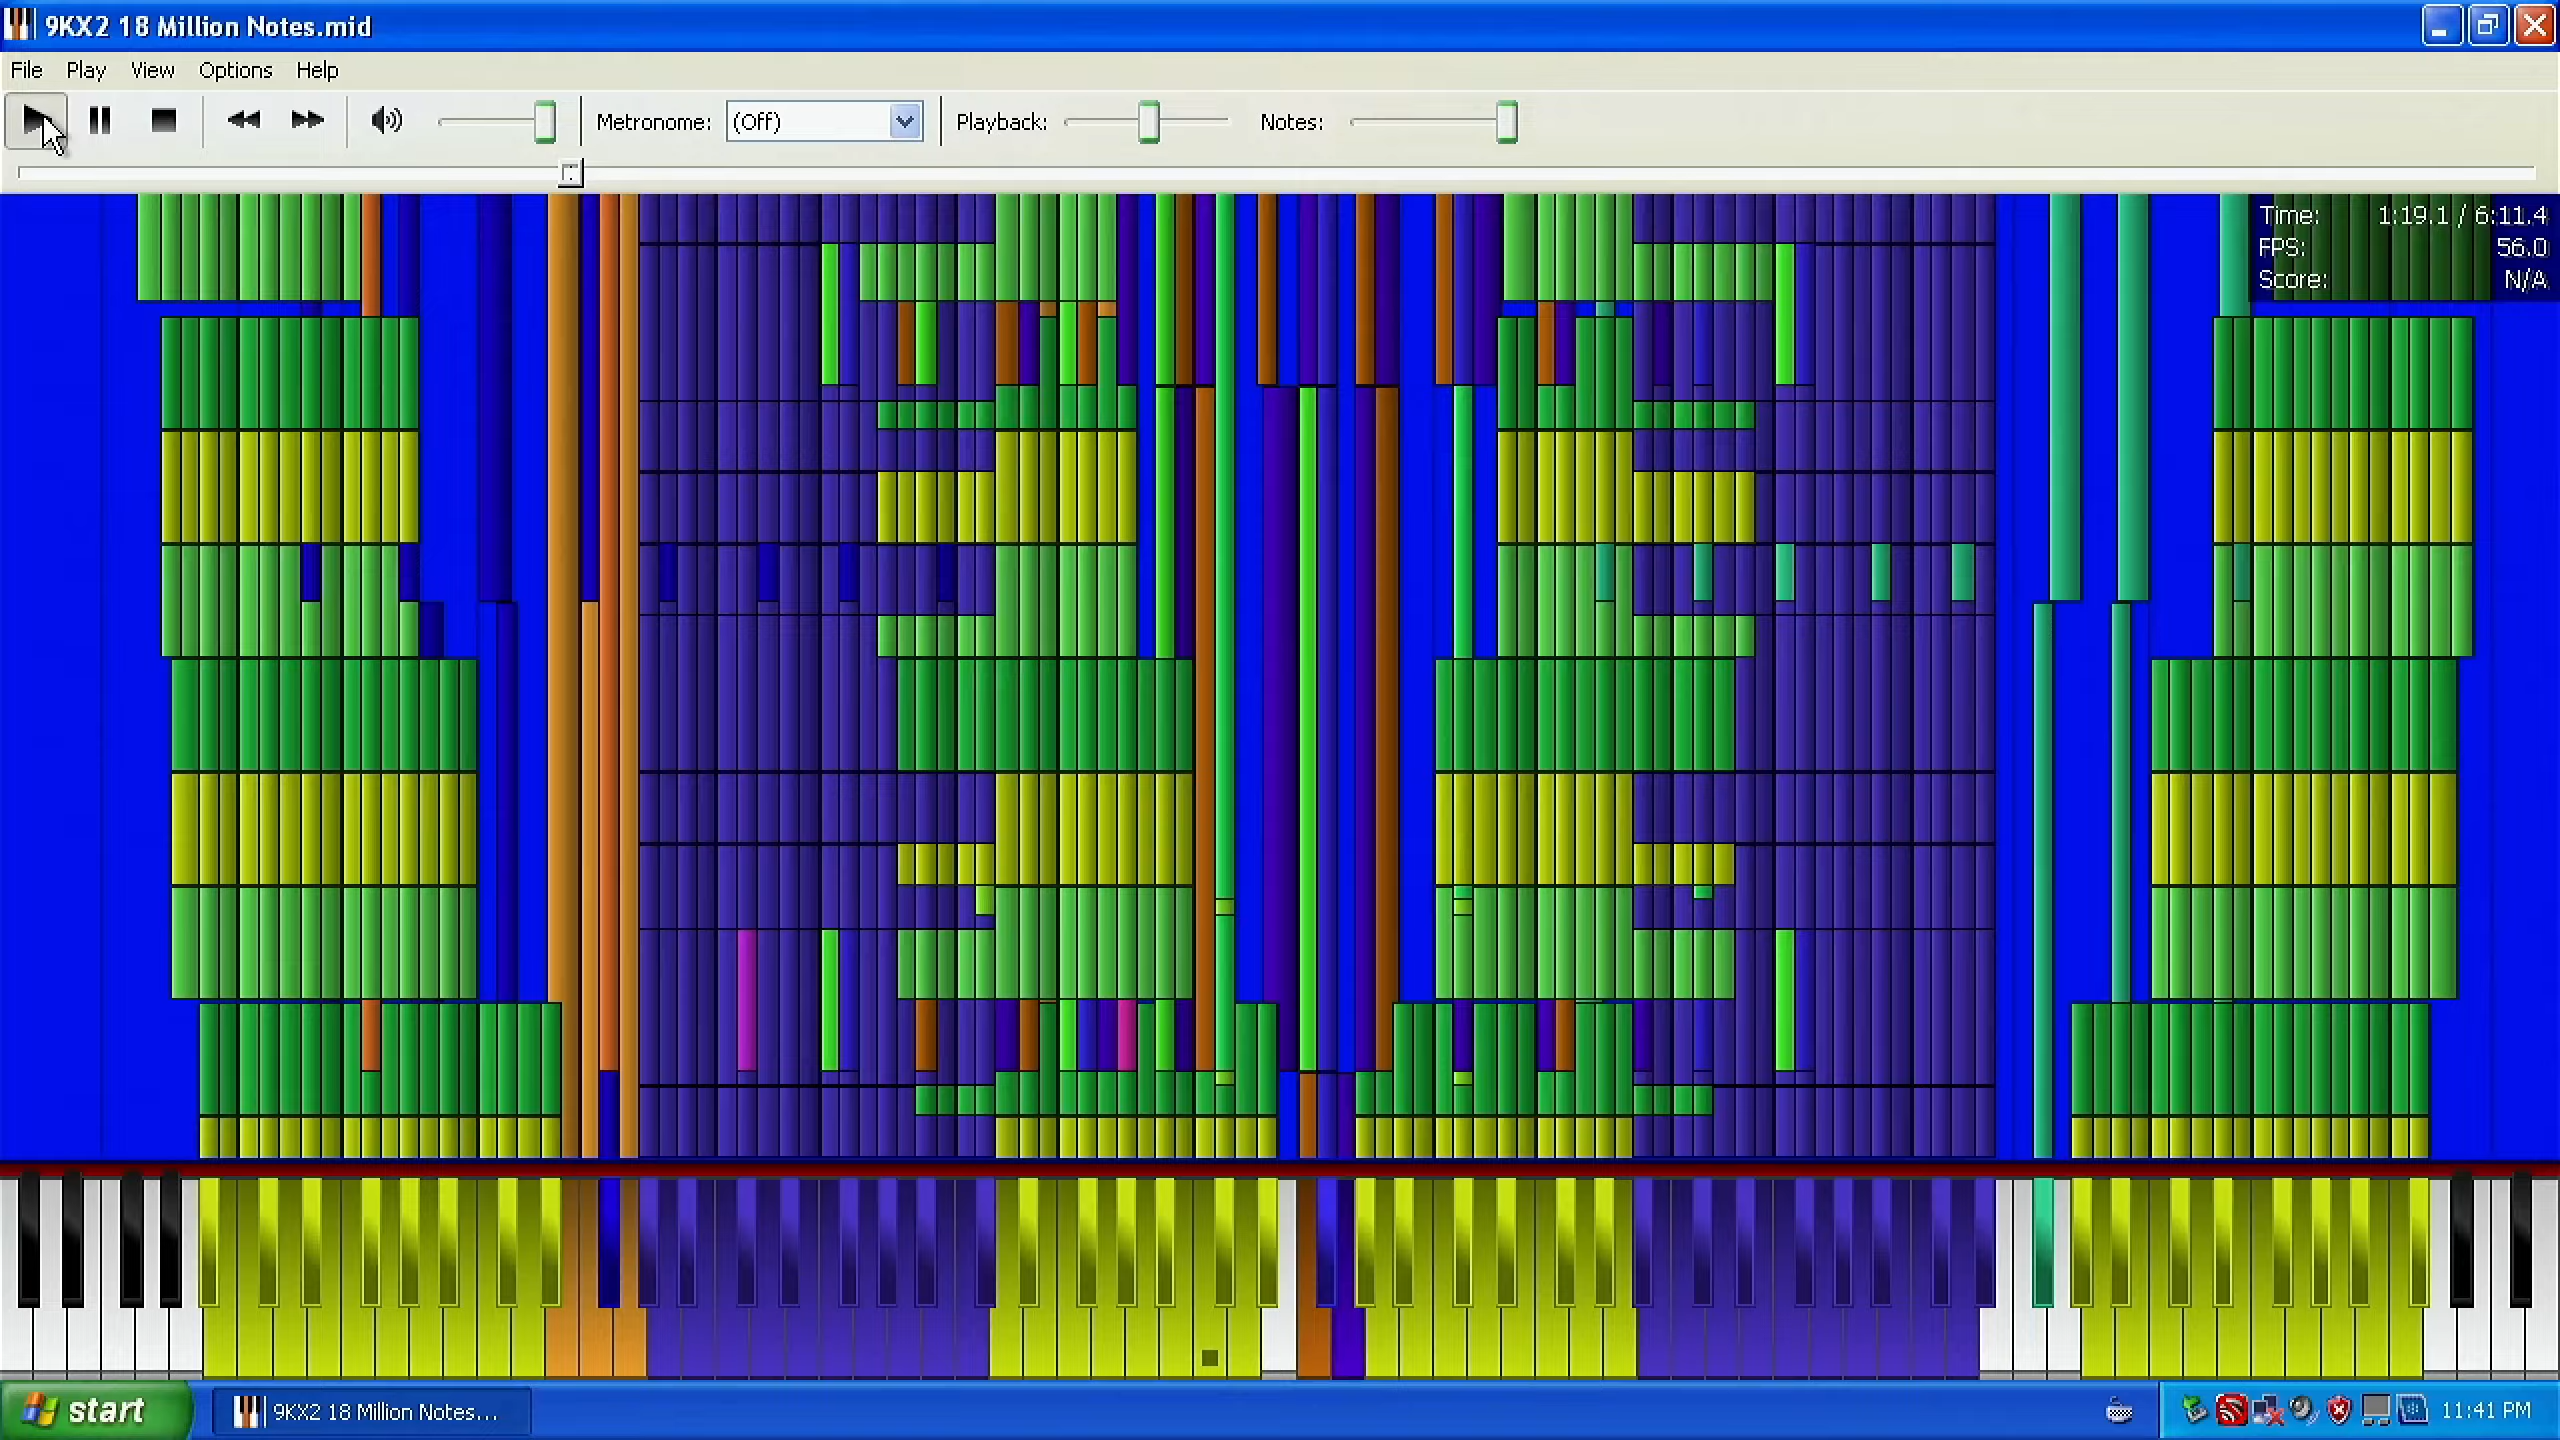 9KX2 18 Million Notes.mid
File Play View Options Help
Metronome: (Off) Playback: Notes:
Time: 1:19.1 / 6:11.4
FPS: 56.0
Score: N/A
start 9KX2 18 Million Notes... 11:41 PM